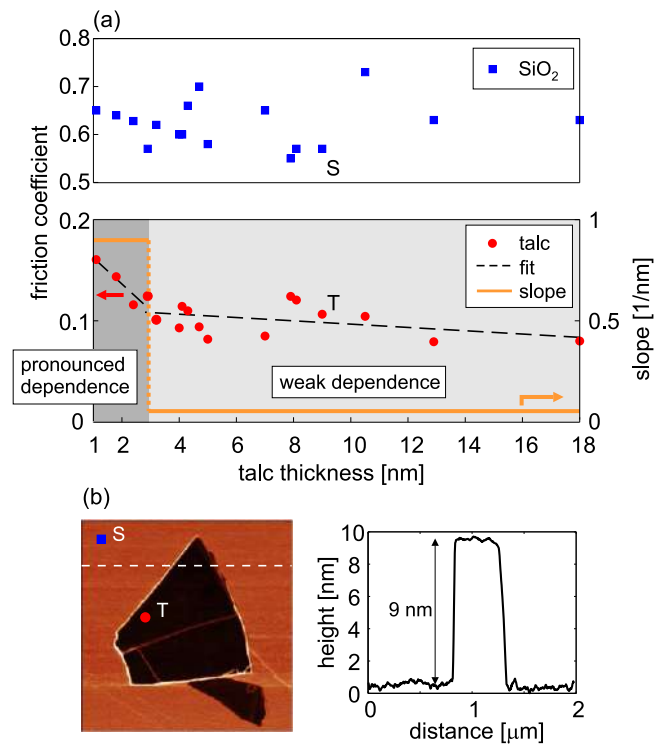 (a)
0.8
0.7
0.6
0.5
SiO₂
S
friction coefficient
0.2
0.1
0
1
0.5
0
talc
fit
slope
T
pronounced
dependence
weak dependence
slope [1/nm]
1 2 4 6 8 10 12 14 16 18
talc thickness [nm]
(b)
S
T
10
8
6
4
2
0
9 nm
height [nm]
0 1 2
distance [μm]